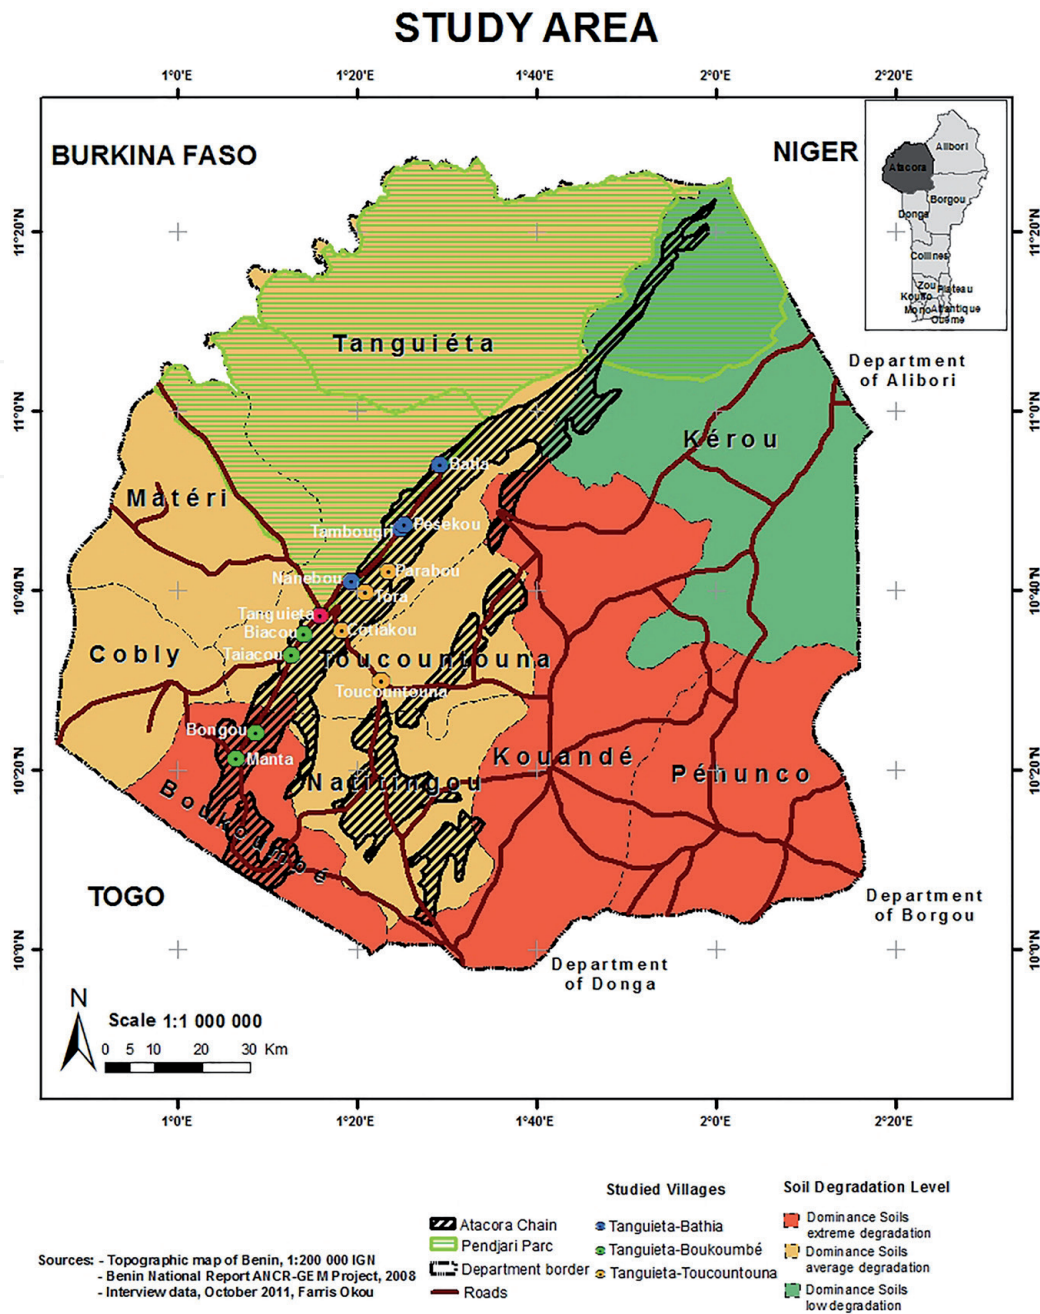 STUDY AREA
1°0'E 1°20'E 1°40'E 2°0'E 2°20'E
BURKINA FASO
NIGER
Alibori
Atacora
Borgou
Donga
Collines
Zou
Plateau
Kouffo
Mono
Atlantique
Ouémé
11°20'N
11°20'N
Tanguiéta
Department
of Alibori
11°0'N
11°0'N
Kérou
Batia
Matéri
Pesekou
Tambougri
Parabou
Nanebou
Tora
10°40'N
10°40'N
Tanguieta
Biacou
Cotiakou
Taiacou
Cobly
Toucountouna
Toucountouna
Bongou
Manta
Kouandé
Pénunco
Natitingou
10°20'N
10°20'N
Boukoumbé
TOGO
Department
of Borgou
10°0'N
10°0'N
Department
of Donga
N
Scale 1:1 000 000
0 5 10 20 30 Km
1°0'E 1°20'E 1°40'E 2°0'E 2°20'E
Atacora Chain
Pendjari Parc
Department border
Roads
Studied Villages
Tanguieta-Bathia
Tanguieta-Boukoumbé
Tanguieta-Toucountouna
Soil Degradation Level
Dominance Soils
extreme degradation
Dominance Soils
average degradation
Dominance Soils
low degradation
Sources: - Topographic map of Benin, 1:200 000 IGN
- Benin National Report ANCR-GEM Project, 2008
- Interview data, October 2011, Farris Okou